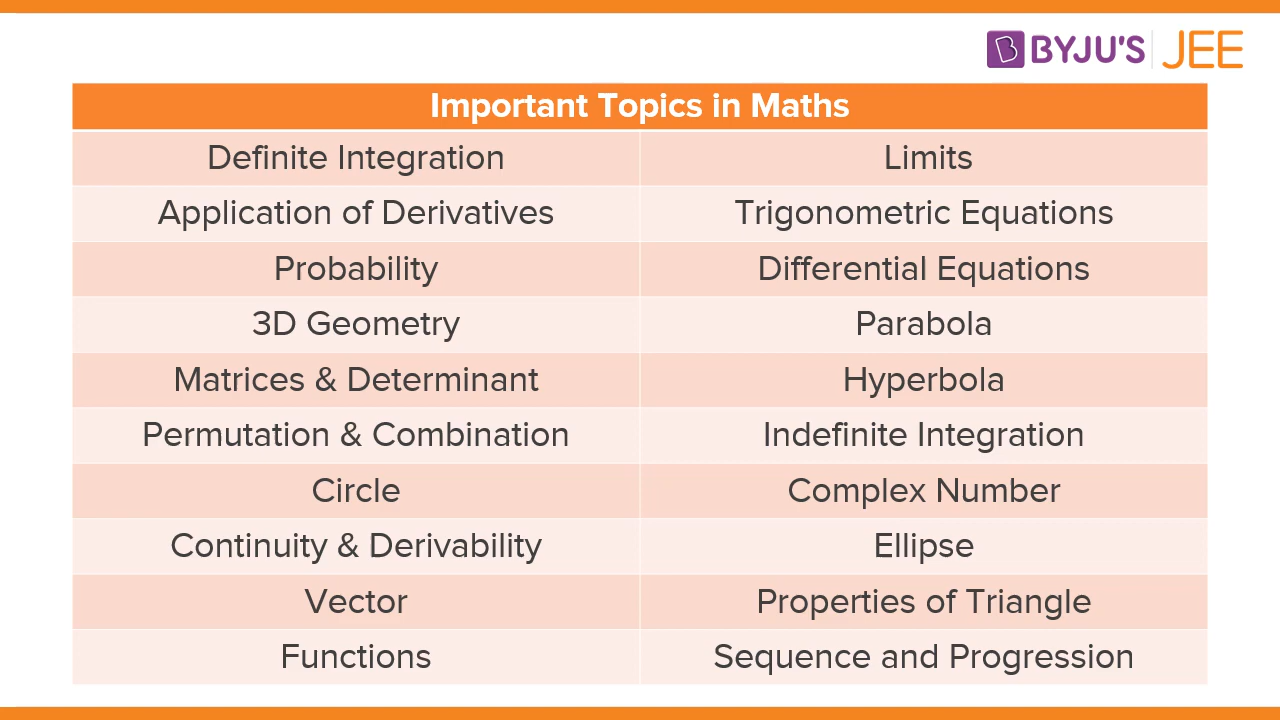 BYJU'S JEE
Important Topics in Maths
Definite Integration Limits
Application of Derivatives Trigonometric Equations
Probability Differential Equations
3D Geometry Parabola
Matrices & Determinant Hyperbola
Permutation & Combination Indefinite Integration
Circle Complex Number
Continuity & Derivability Ellipse
Vector Properties of Triangle
Functions Sequence and Progression